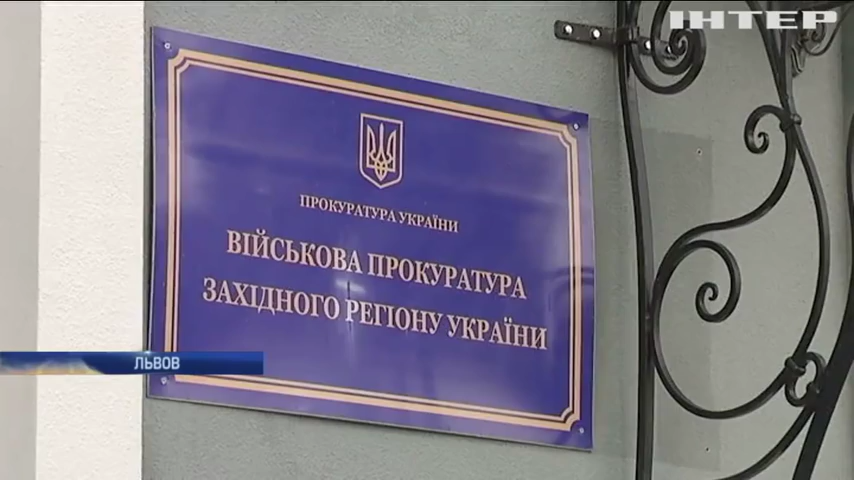 ІНТЕР
ПРОКУРАТУРА УКРАЇНИ
ВІЙСЬКОВА ПРОКУРАТУРА
ЗАХІДНОГО РЕГІОНУ УКРАЇНИ
ЛЬВОВ